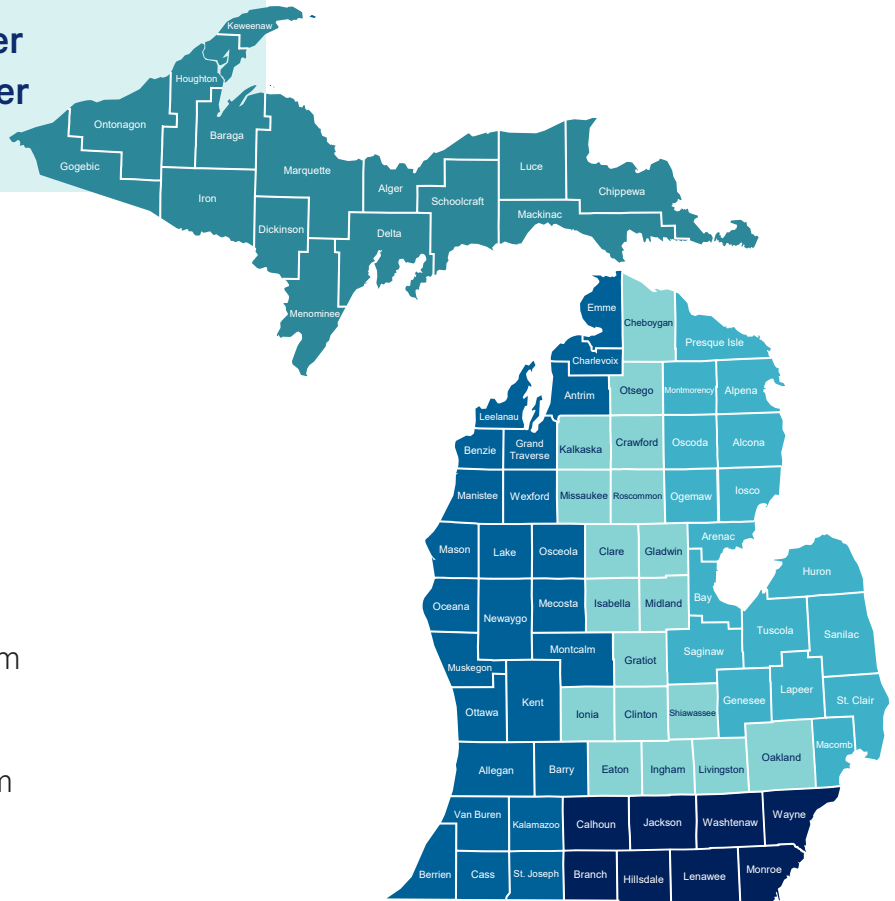 er
er
Keweenaw
Houghton
Ontonagon
Baraga
Gogebic
Marquette
Iron
Alger
Luce
Chippewa
Schoolcraft
Mackinac
Dickinson
Delta
Menominee
Emme
Cheboygan
Presque Isle
Charlevoix
Antrim
Otsego
Montmorency
Alpena
Leelanau
Benzie
Grand
Traverse
Kalkaska
Crawford
Oscoda
Alcona
Manistee
Wexford
Missaukee
Roscommon
Ogemaw
Iosco
Arenac
Mason
Lake
Osceola
Clare
Gladwin
Huron
Oceana
Newaygo
Mecosta
Isabella
Midland
Bay
Tuscola
Sanilac
Montcalm
Muskegon
Gratiot
Saginaw
m
Ottawa
Kent
Ionia
Clinton
Shiawassee
Genesee
Lapeer
St. Clair
Macomb
Allegan
Barry
Eaton
Ingham
Livingston
Oakland
m
Van Buren
Kalamazoo
Calhoun
Jackson
Washtenaw
Wayne
Berrien
Cass
St. Joseph
Branch
Hillsdale
Lenawee
Monroe